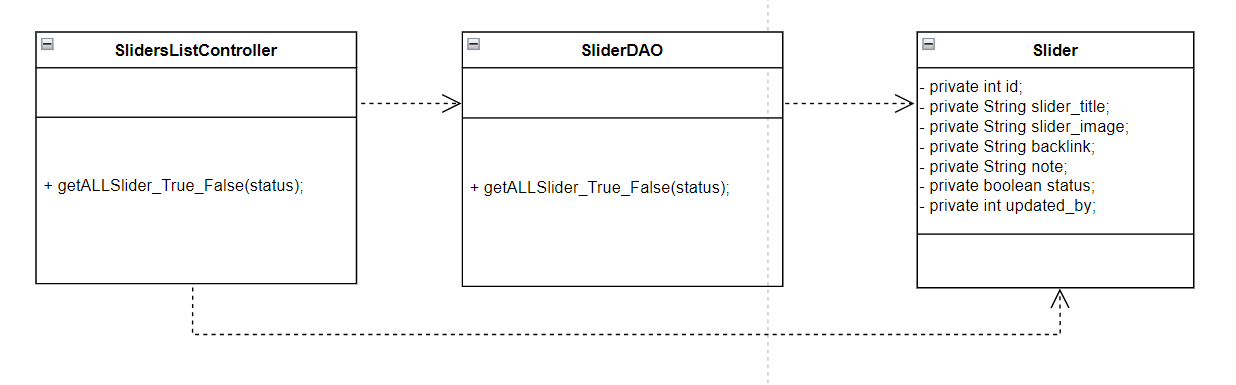 SlidersListController
+ getALLSlider_True_False(status);
SliderDAO
+ getALLSlider_True_False(status);
Slider
- private int id;
- private String slider_title;
- private String slider_image;
- private String backlink;
- private String note;
- private boolean status;
- private int updated_by;